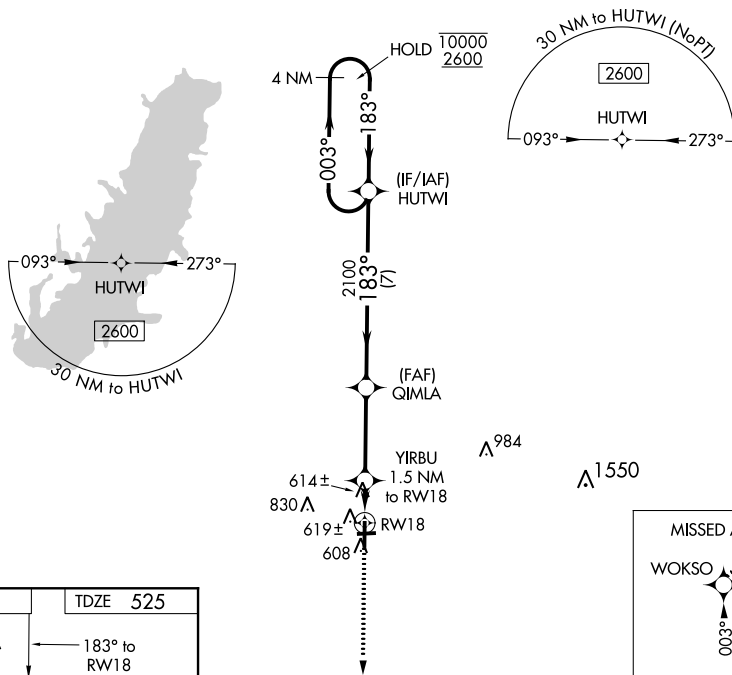 30 NM to HUTWI (NoPT)
2600
HUTWI
093°
273°
HOLD
10000
2600
4 NM
183°
003°
(IF/IAF)
HUTWI
093°
273°
HUTWI
2600
30 NM to HUTWI
2100
183°
(7)
(FAF)
QIMLA
984
1550
YIRBU
1.5 NM
to RW18
614±
830
619±
RW18
608
MISSED
WOKSO
003°
TDZE 525
183° to
RW18